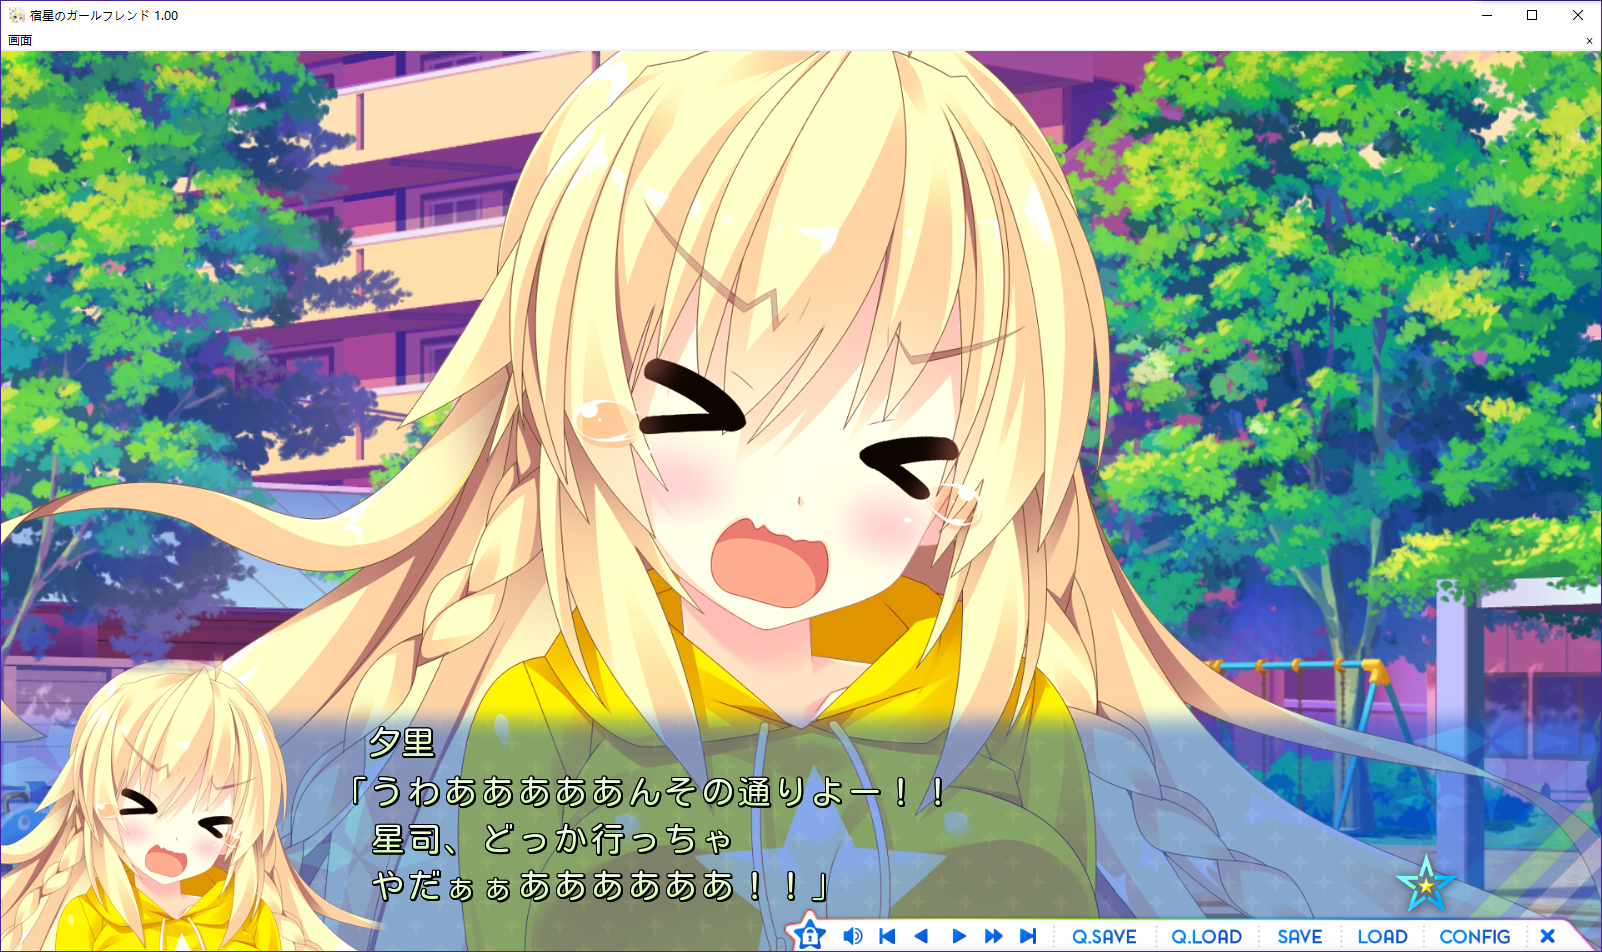 宿星のガールフレンド 1.00
画面
夕里
「うわああああああんその通りよー！！
星司、どっか行っちゃ
やだぁぁああああああ！！」
Q.SAVE Q.LOAD SAVE LOAD CONFIG